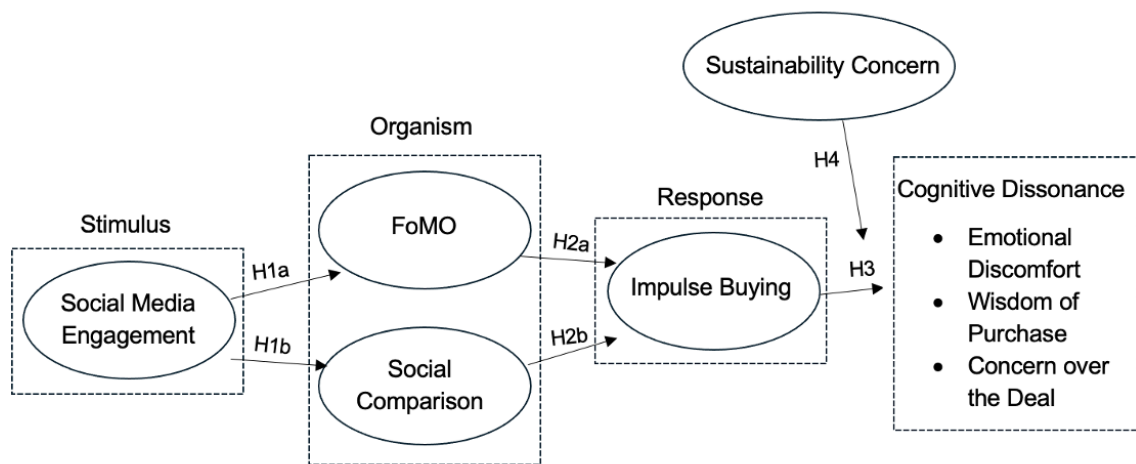 Sustainability Concern
Organism
H4
Cognitive Dissonance
Response
Stimulus
FoMO
• Emotional
Discomfort
H2a
H1a
H3
Social Media
Engagement
Impulse Buying
• Wisdom of
Purchase
H1b
H2b
Social
Comparison
• Concern over
the Deal